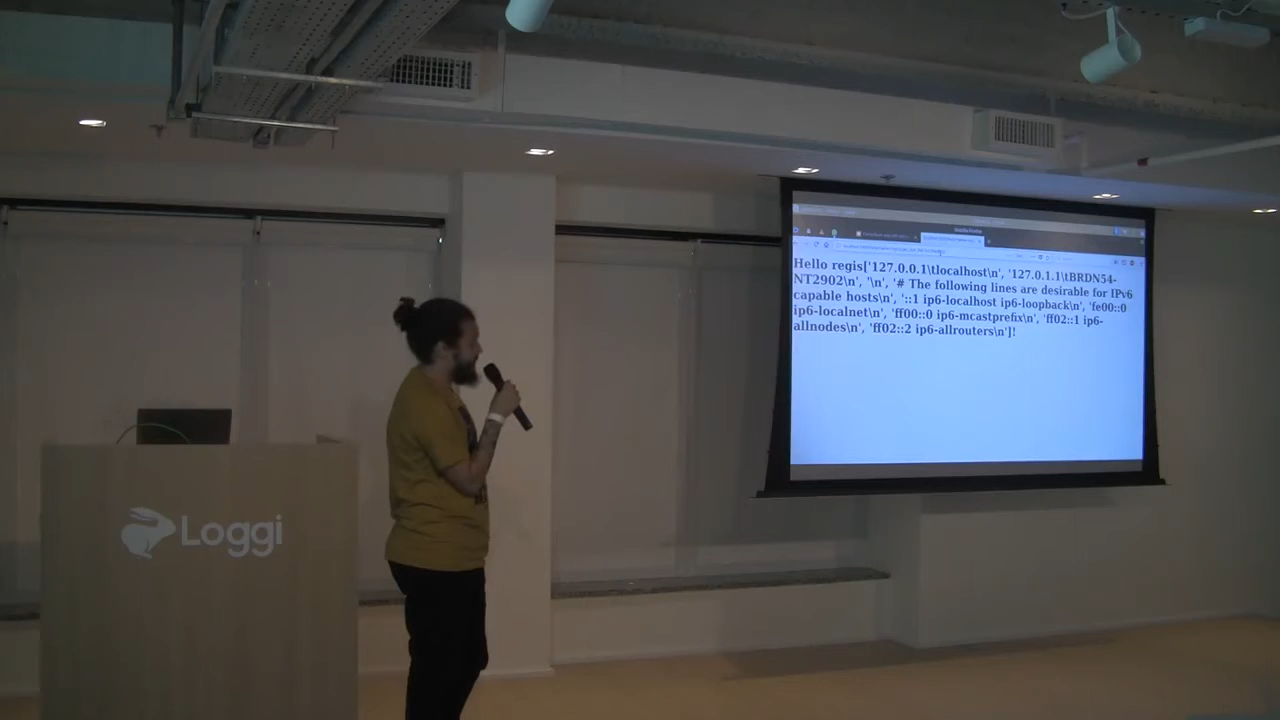 Hello regis['127.0.0.1\tlocalhost\n', '127.0.1.1\tBRDN54-
NT2902\n', '\n', '# The following lines are desirable for IPv6
capable hosts\n', '::1 ip6-localhost ip6-loopback\n', 'fe00::0
ip6-localnet\n', 'ff00::0 ip6-mcastprefix\n', 'ff02::1 ip6-
allnodes\n', 'ff02::2 ip6-allrouters\n']!
Loggi